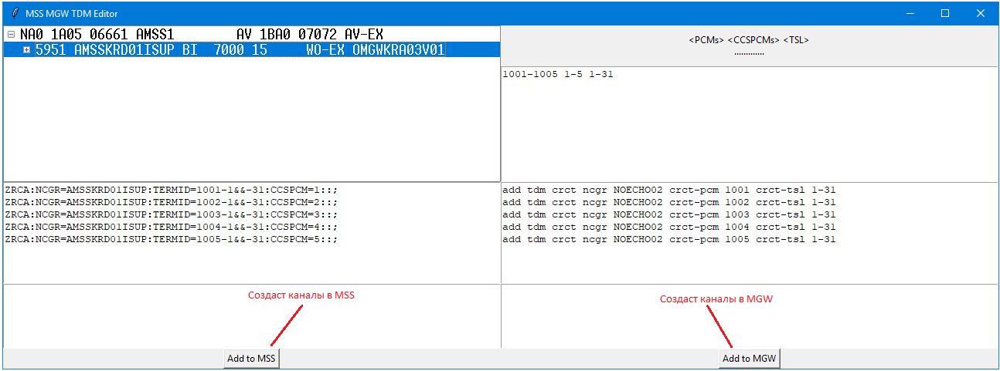 MSS MGW TDM Editor
NA0 1A05 06661 AMSS1 AV 1BA0 07072 AV-EX
5951 AMSSKRD01ISUP BI 7000 15 WO-EX OMGWKRA03V01
<PCMs> <CCSPCMs> <TSL>
.............
1001-1005 1-5 1-31
ZRCA:NCGR=AMSSKRD01ISUP:TERMID=1001-1&&-31:CCSPCM=1::;
ZRCA:NCGR=AMSSKRD01ISUP:TERMID=1002-1&&-31:CCSPCM=2::;
ZRCA:NCGR=AMSSKRD01ISUP:TERMID=1003-1&&-31:CCSPCM=3::;
ZRCA:NCGR=AMSSKRD01ISUP:TERMID=1004-1&&-31:CCSPCM=4::;
ZRCA:NCGR=AMSSKRD01ISUP:TERMID=1005-1&&-31:CCSPCM=5::;
add tdm crct ncgr NOECHO02 crct-pcm 1001 crct-tsl 1-31
add tdm crct ncgr NOECHO02 crct-pcm 1002 crct-tsl 1-31
add tdm crct ncgr NOECHO02 crct-pcm 1003 crct-tsl 1-31
add tdm crct ncgr NOECHO02 crct-pcm 1004 crct-tsl 1-31
add tdm crct ncgr NOECHO02 crct-pcm 1005 crct-tsl 1-31
Создаст каналы в MSS
Создаст каналы в MGW
Add to MSS
Add to MGW